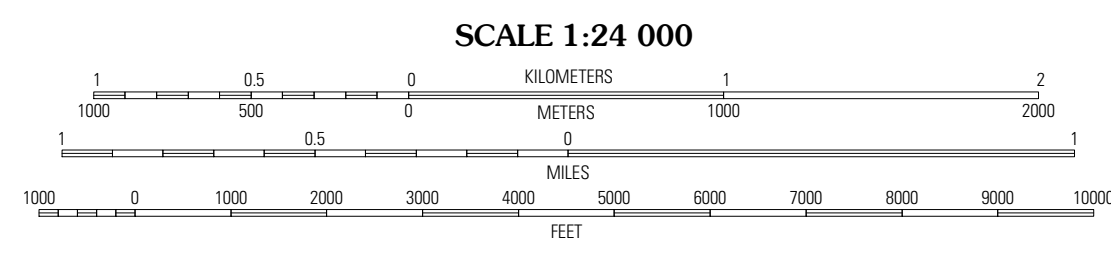 SCALE 1:24 000
1 0.5 0 KILOMETERS 1 2
1000 500 0 METERS 1000 2000
1 0.5 0 1
MILES
1000 0 1000 2000 3000 4000 5000 6000 7000 8000 9000 10000
FEET